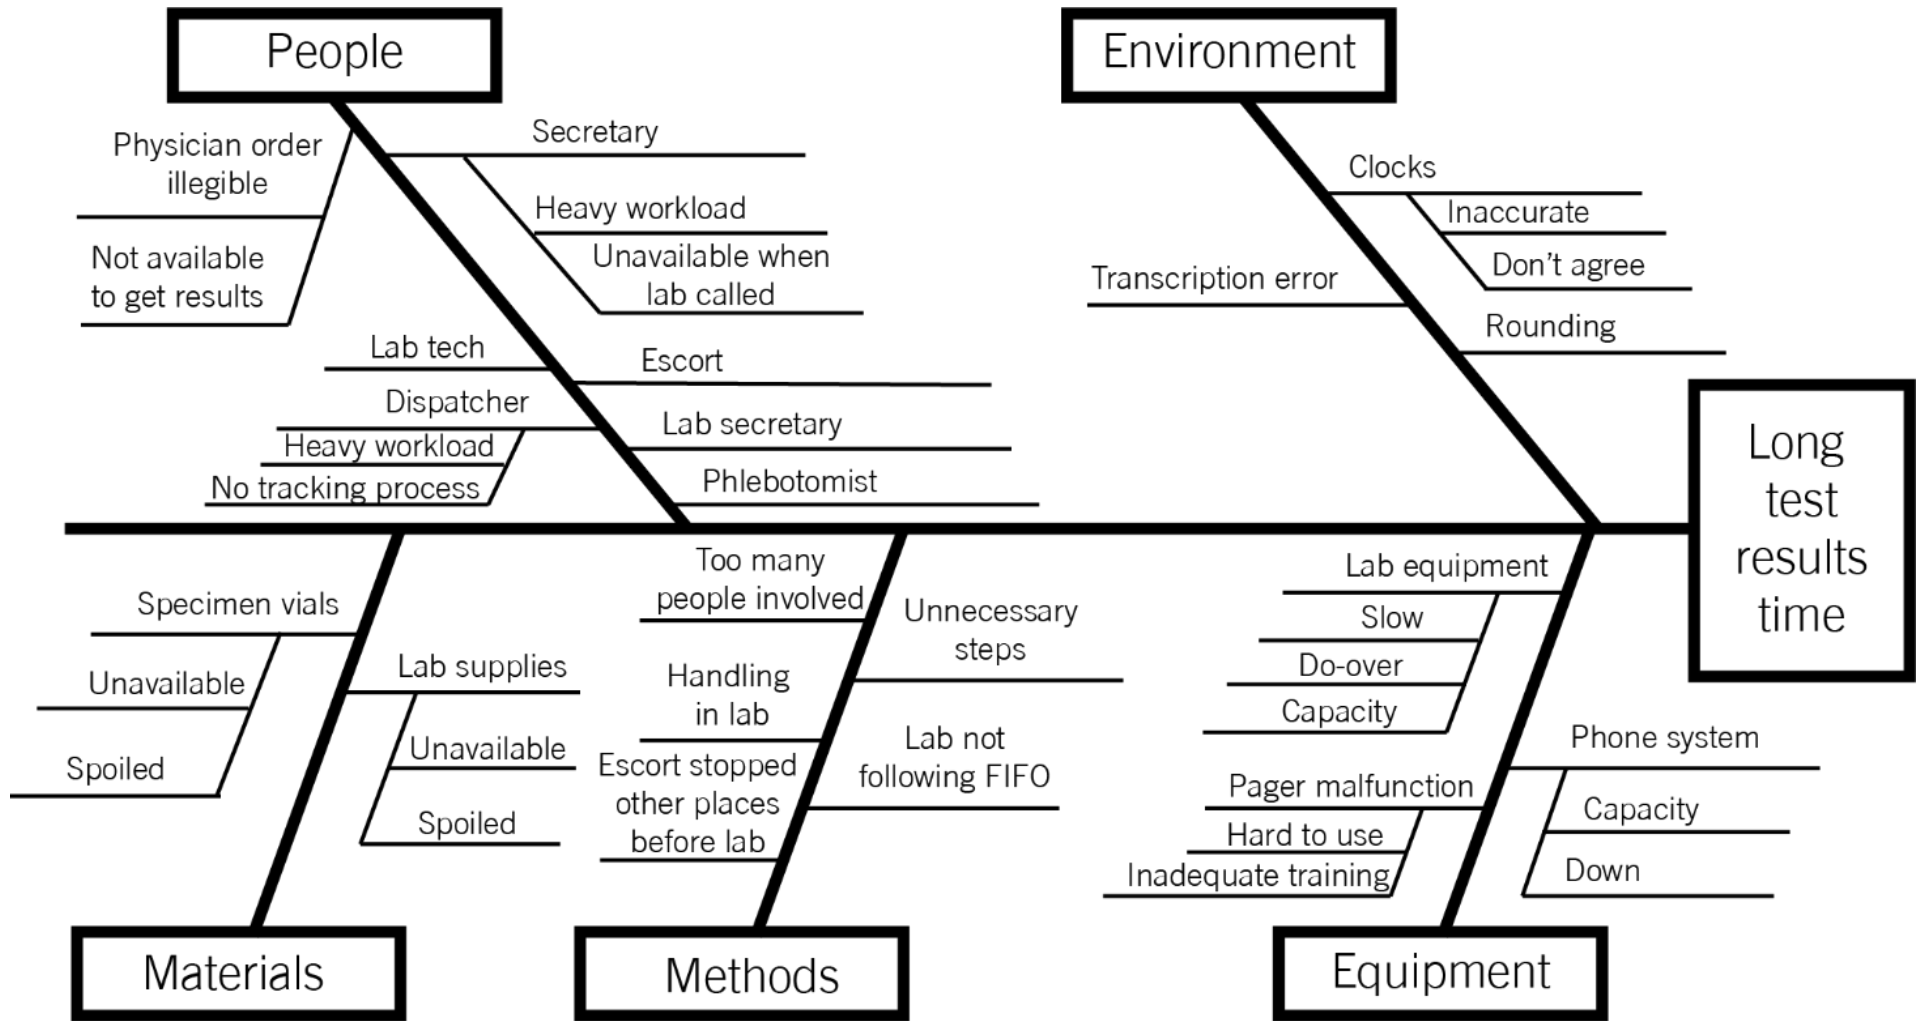 People
Environment
Physician order
illegible
Not available
to get results
Secretary
Heavy workload
Unavailable when
lab called
Lab tech
Escort
Dispatcher
Heavy workload
No tracking process
Lab secretary
Phlebotomist
Clocks
Inaccurate
Don’t agree
Transcription error
Rounding
Long
test
results
time
Specimen vials
Unavailable
Spoiled
Lab supplies
Unavailable
Spoiled
Too many
people involved
Unnecessary
steps
Handling
in lab
Lab not
following FIFO
Escort stopped
other places
before lab
Lab equipment
Slow
Do-over
Capacity
Phone system
Capacity
Down
Pager malfunction
Hard to use
Inadequate training
Materials
Methods
Equipment